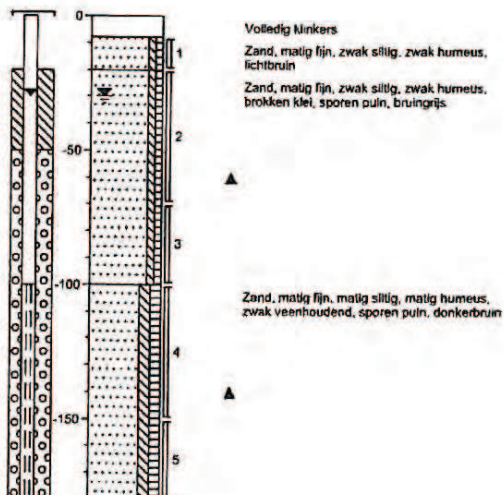 0
Volledig klinkers
1
Zand, matig fijn, zwak siltig, zwak humeus,
lichtbruin
Zand, matig fijn, zwak siltig, zwak humeus,
brokken klei, sporen puin, bruingrijs
2
-50
3
-100
Zand, matig fijn, matig siltig, matig humeus,
zwak veenhoudend, sporen puin, donkerbruin
4
-150
5